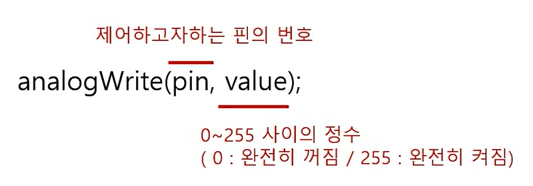 제어하고자하는 핀의 번호
analogWrite(pin, value);
0~255 사이의 정수
( 0 : 완전히 꺼짐 / 255 : 완전히 켜짐)